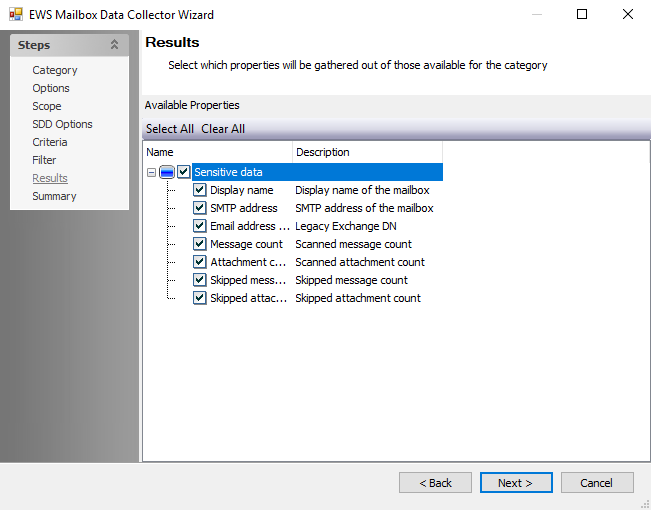 EWS Mailbox Data Collector Wizard
Steps
Category
Options
Scope
SDD Options
Criteria
Filter
Results
Summary
Results
Select which properties will be gathered out of those available for the category
Available Properties
Select All Clear All
Name Description
Sensitive data
Display name Display name of the mailbox
SMTP address SMTP address of the mailbox
Email address ... Legacy Exchange DN
Message count Scanned message count
Attachment c... Scanned attachment count
Skipped mess... Skipped message count
Skipped attac... Skipped attachment count
< Back Next > Cancel